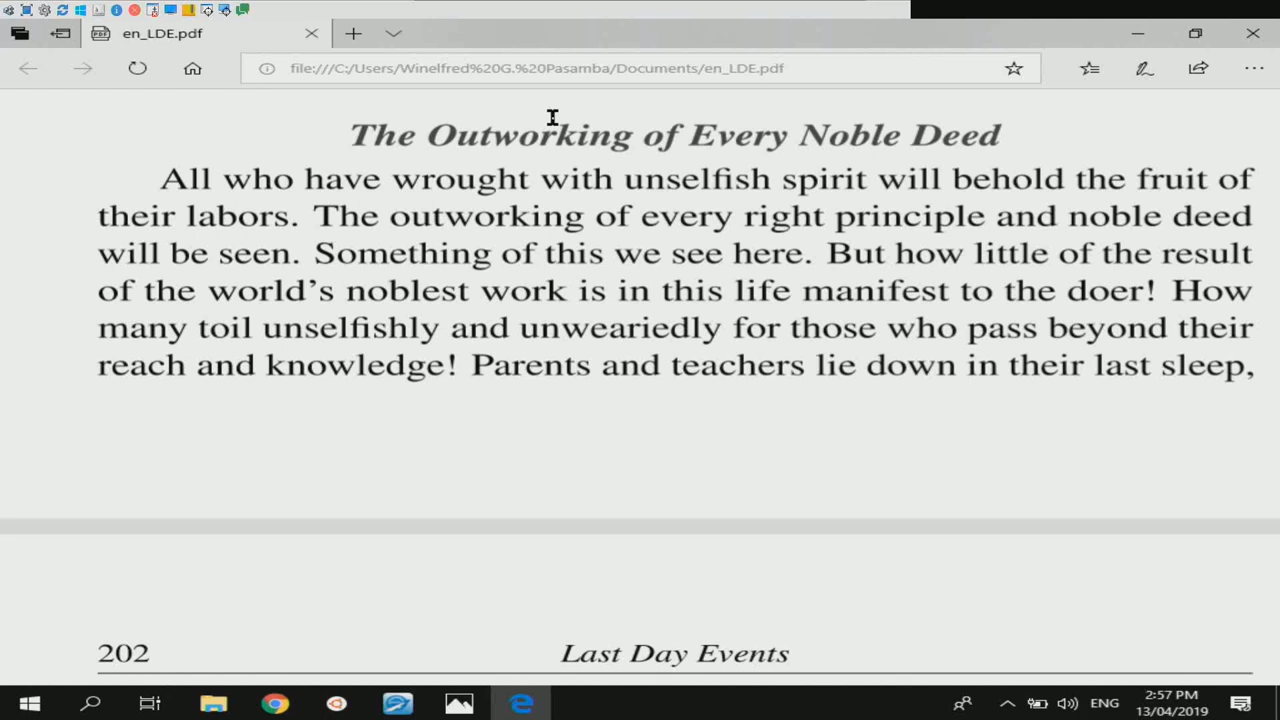 en_LDE.pdf
file:///C:/Users/Winelfred%20G.%20Pasamba/Documents/en_LDE.pdf
The Outworking of Every Noble Deed
All who have wrought with unselfish spirit will behold the fruit of
their labors. The outworking of every right principle and noble deed
will be seen. Something of this we see here. But how little of the result
of the world's noblest work is in this life manifest to the doer! How
many toil unselfishly and unweariedly for those who pass beyond their
reach and knowledge! Parents and teachers lie down in their last sleep,
202 Last Day Events
ENG
2:57 PM
13/04/2019